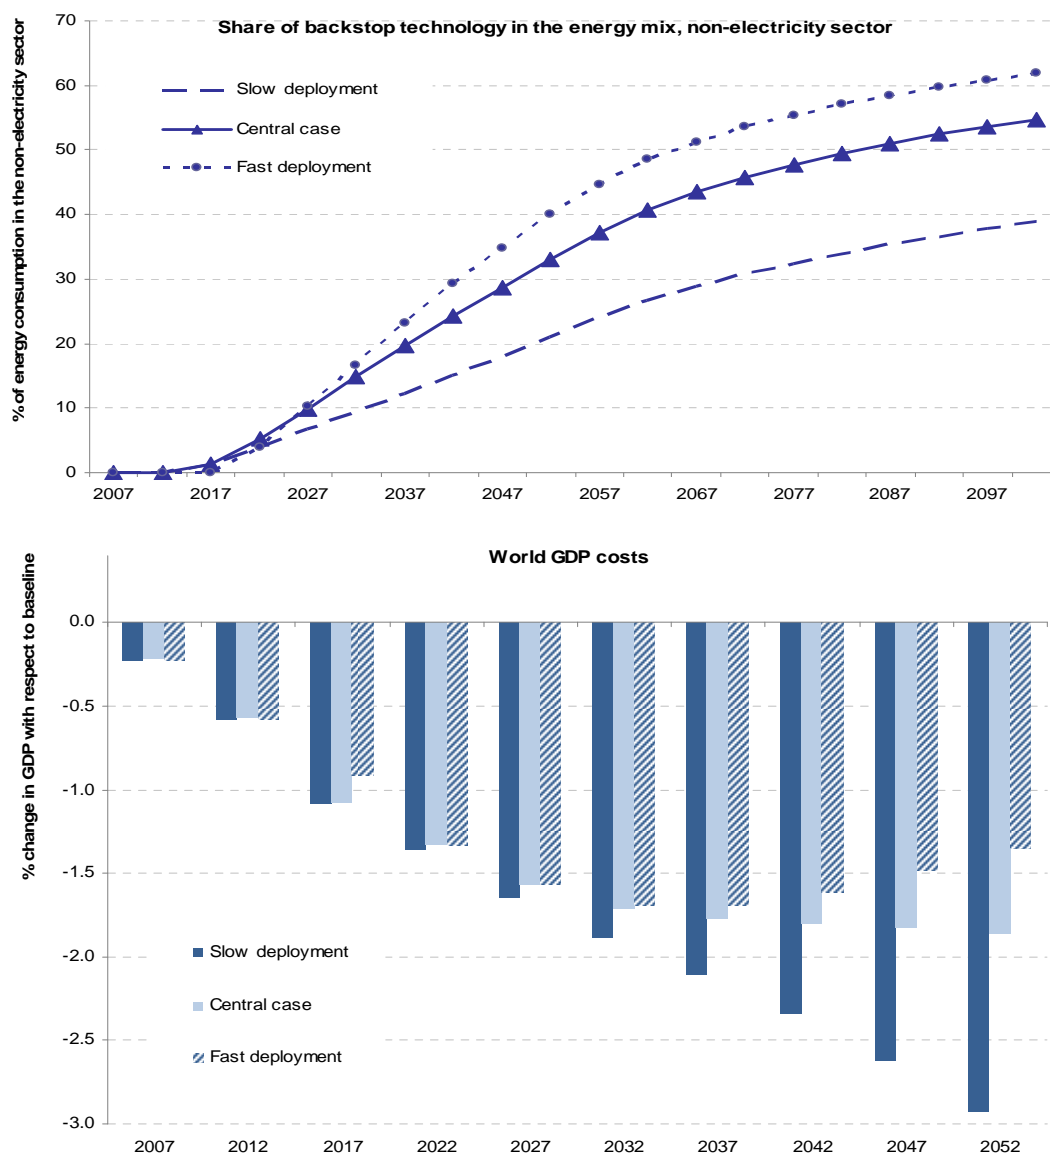 Share of backstop technology in the energy mix, non-electricity sector
% of energy consumption in the non-electricity sector
70
60
50
40
30
20
10
0
Slow deployment
Central case
Fast deployment
2007 2017 2027 2037 2047 2057 2067 2077 2087 2097
World GDP costs
% change in GDP with respect to baseline
0.0
-0.5
-1.0
-1.5
-2.0
-2.5
-3.0
Slow deployment
Central case
Fast deployment
2007 2012 2017 2022 2027 2032 2037 2042 2047 2052